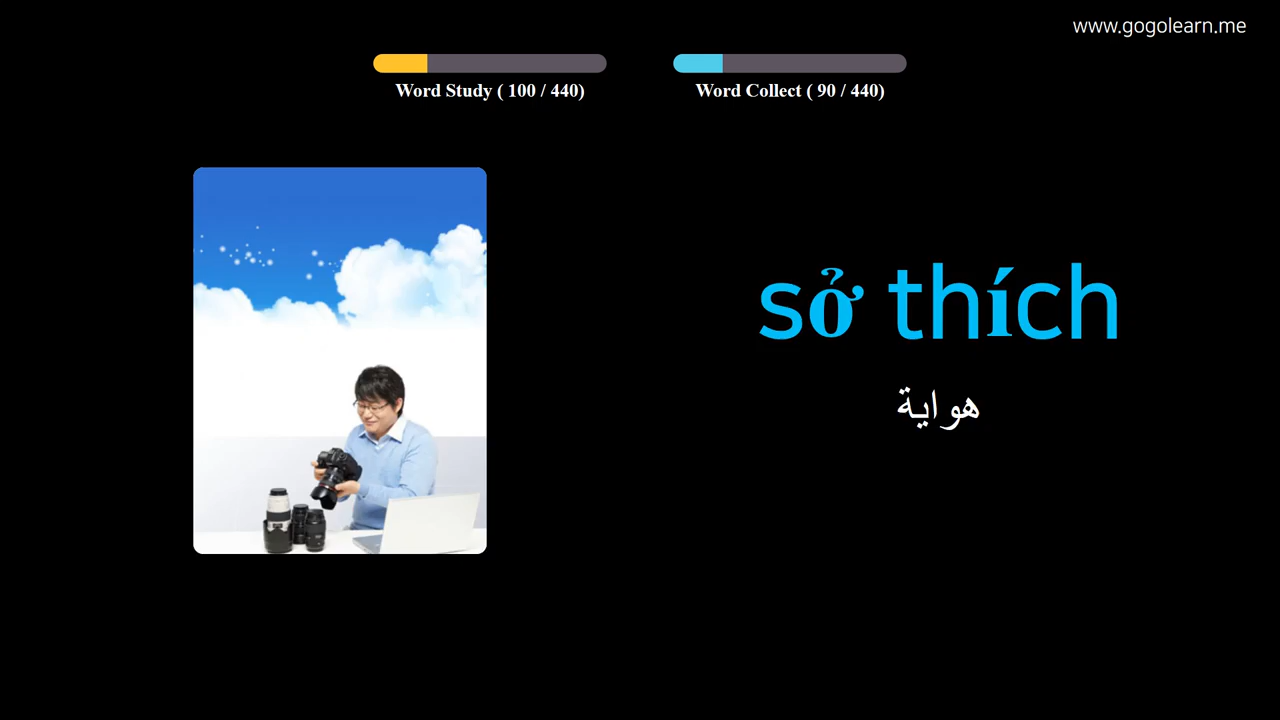 www.gogolearn.me
Word Study ( 100 / 440)
Word Collect ( 90 / 440)
sở thích
هواية